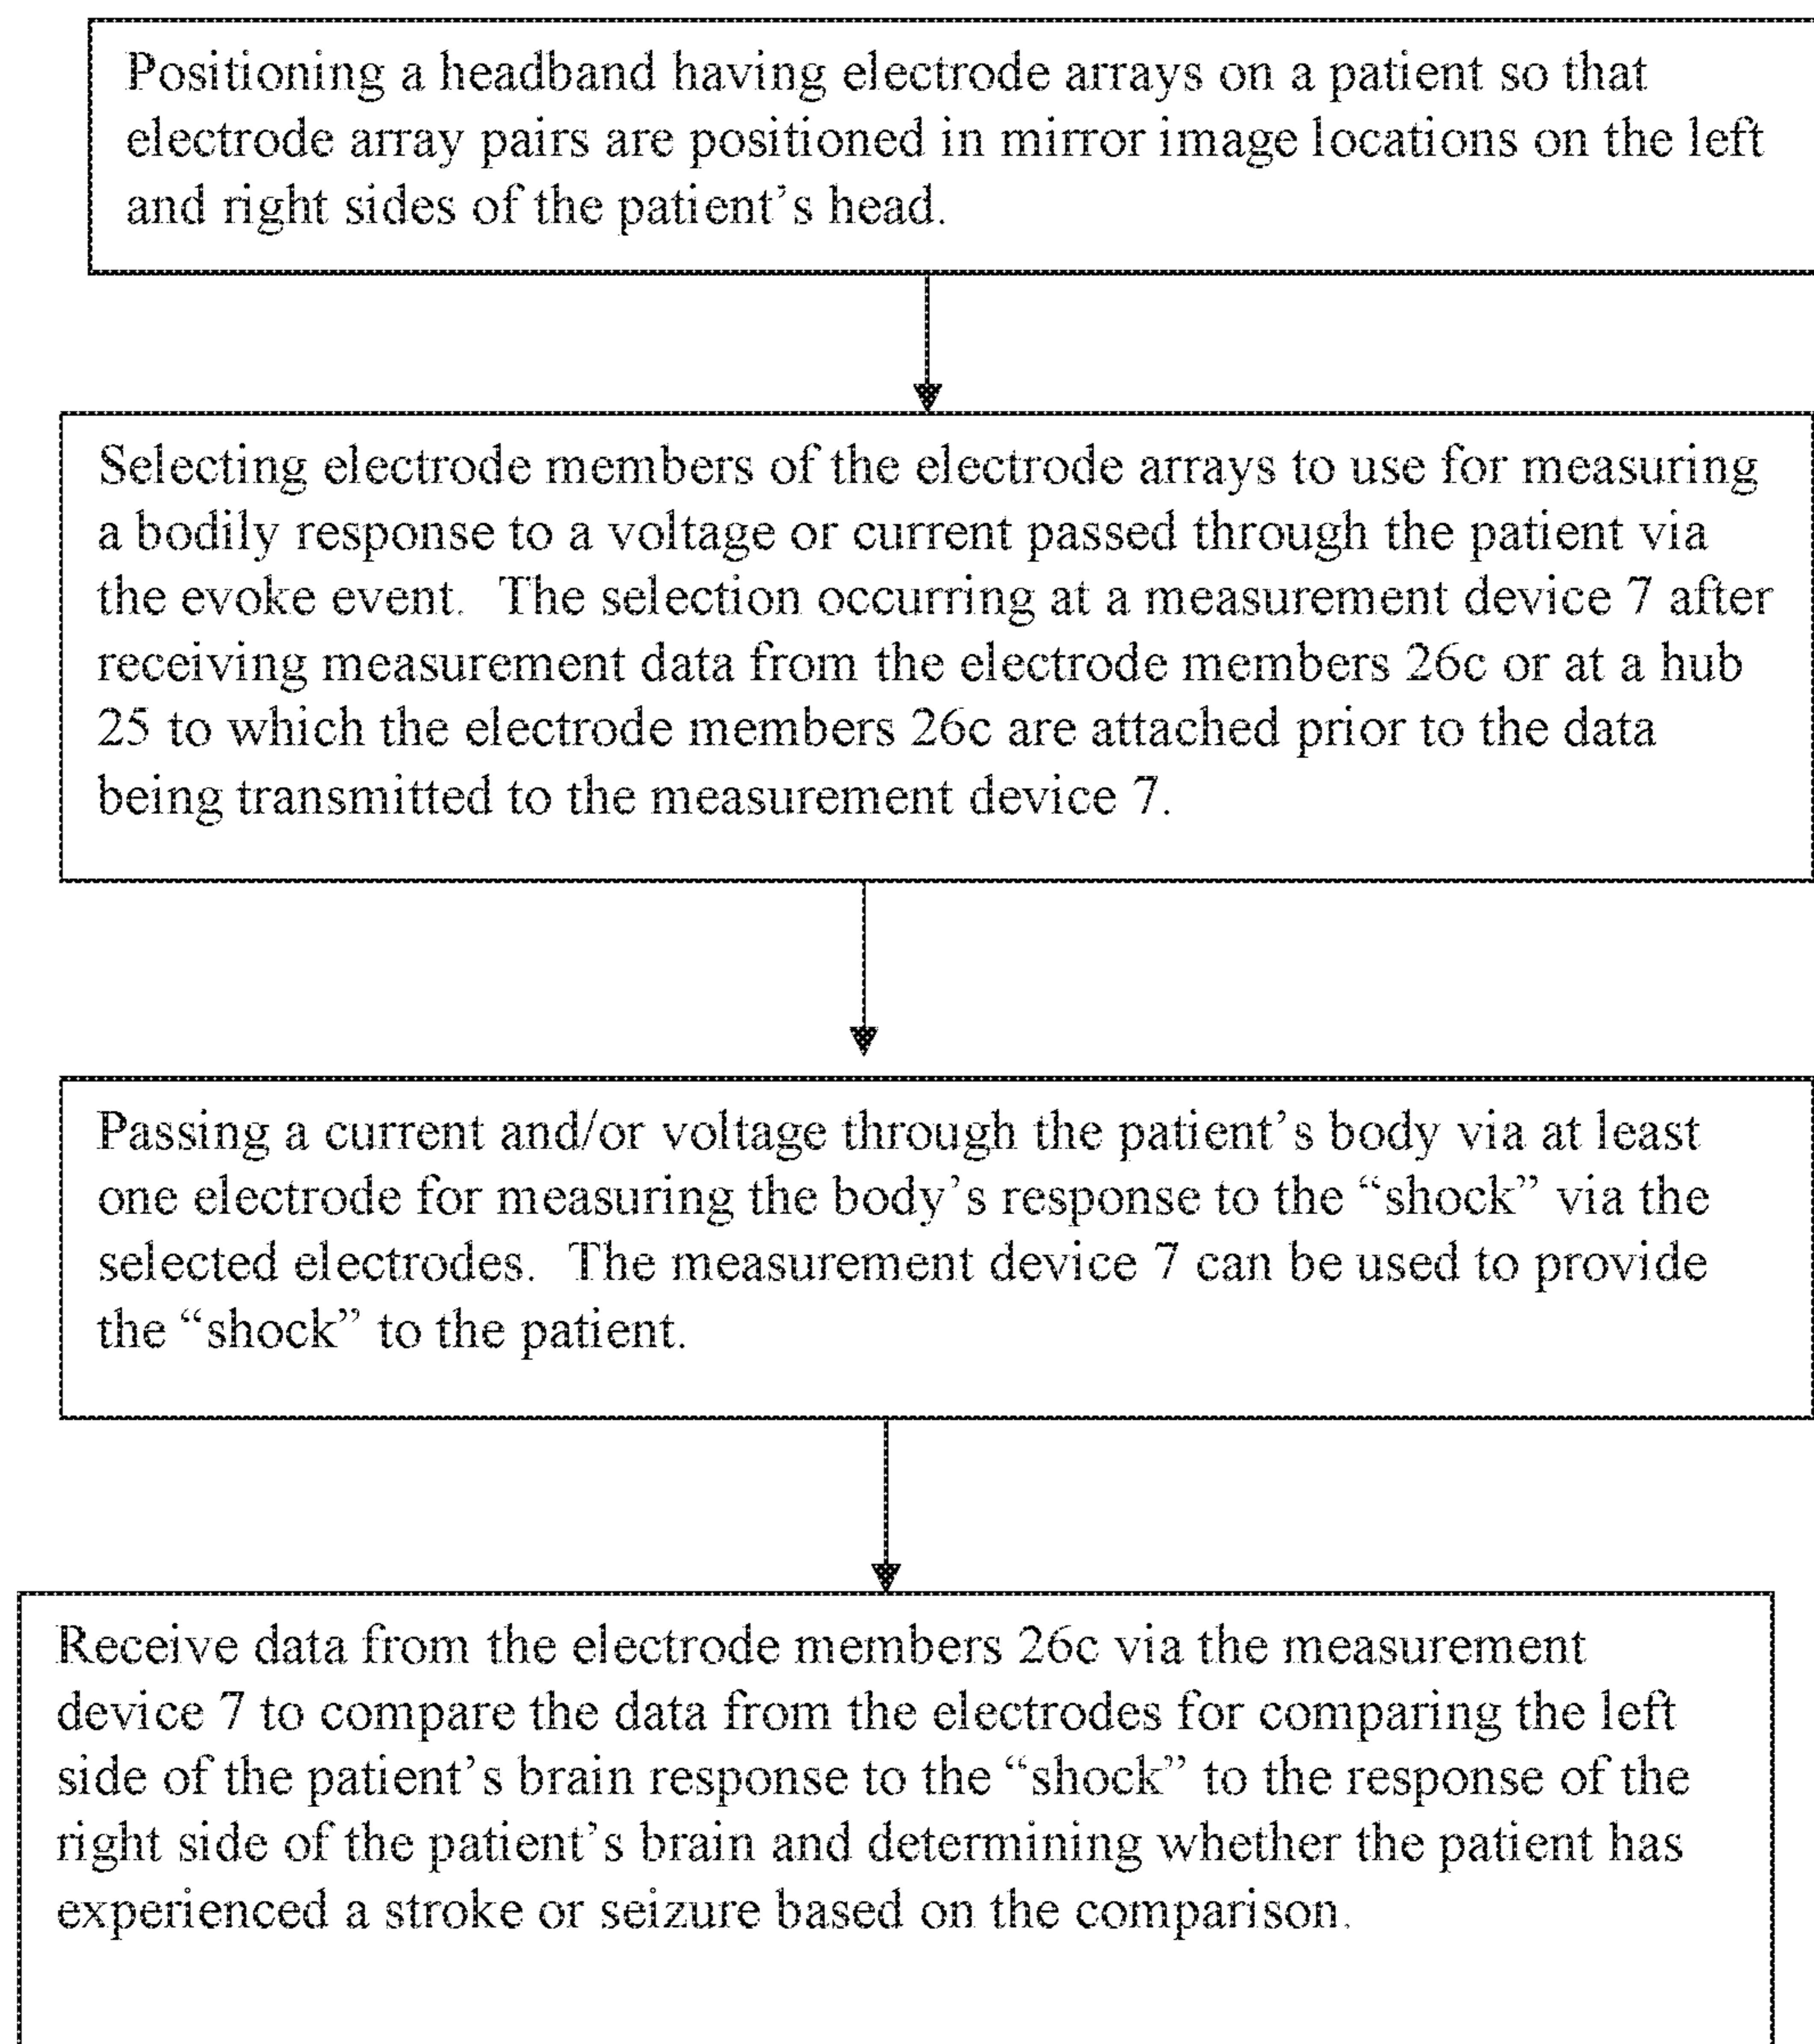 Positioning a headband having electrode arrays on a patient so that
electrode array pairs are positioned in mirror image locations on the left
and right sides of the patient’s head.
Selecting electrode members of the electrode arrays to use for measuring
a bodily response to a voltage or current passed through the patient via
the evoke event.  The selection occurring at a measurement device 7 after
receiving measurement data from the electrode members 26c or at a hub
25 to which the electrode members 26c are attached prior to the data
being transmitted to the measurement device 7.
Passing a current and/or voltage through the patient’s body via at least
one electrode for measuring the body’s response to the “shock” via the
selected electrodes.  The measurement device 7 can be used to provide
the “shock” to the patient.
Receive data from the electrode members 26c via the measurement
device 7 to compare the data from the electrodes for comparing the left
side of the patient’s brain response to the “shock” to the response of the
right side of the patient’s brain and determining whether the patient has
experienced a stroke or seizure based on the comparison.